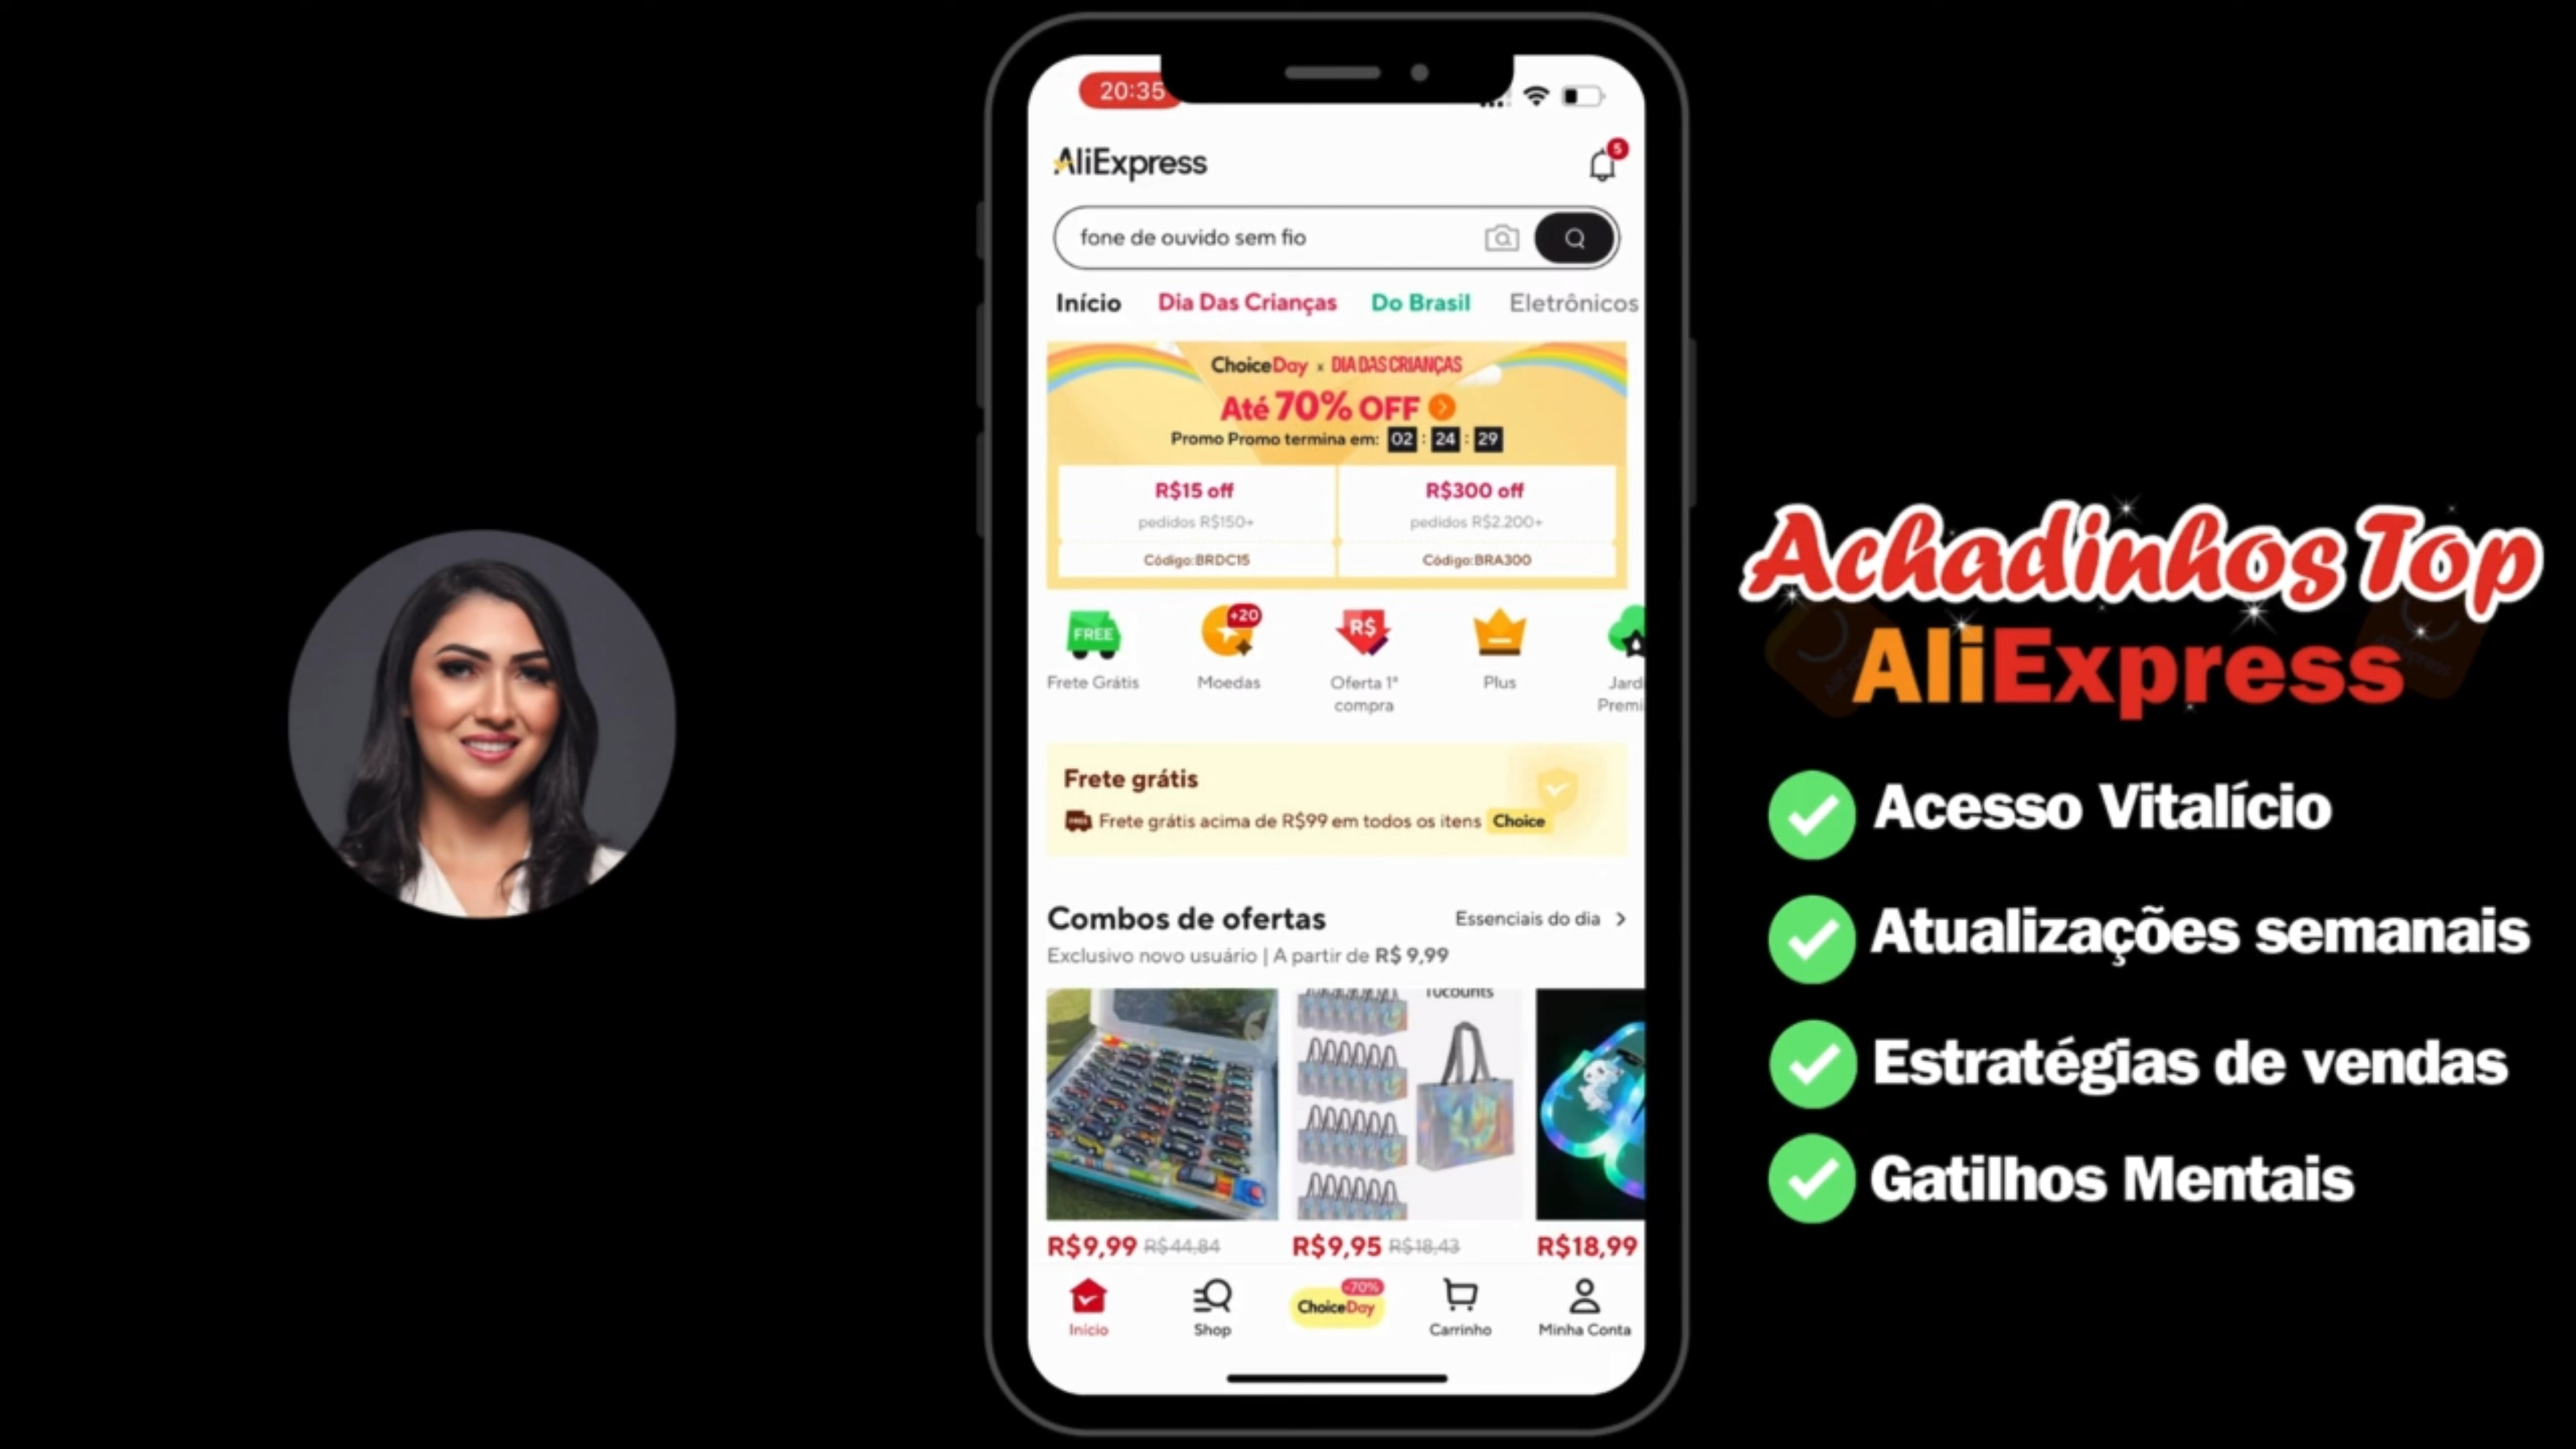 20:35
AliExpress
5
fone de ouvido sem fio
Início Dia Das Crianças Do Brasil Eletrônicos
ChoiceDay x DIA DAS CRIANÇAS
Até 70% OFF
Promo Promo termina em: 02 : 24 : 29
R$15 off
pedidos R$150+
Código:BRDC15
R$300 off
pedidos R$2.200+
Código:BRA300
FREE
Frete Grátis
+20
Moedas
R$
Oferta 1ª
compra
Plus
Jardi
Premi
Frete grátis
Frete grátis acima de R$99 em todos os itens Choice
Combos de ofertas
Essenciais do dia
Exclusivo novo usuário | A partir de R$ 9,99
10counts
R$9,99 R$44,84
R$9,95 R$18,43
R$18,99
Início
Shop
-70%
ChoiceDay
Carrinho
Minha Conta
Achadinhos Top
AliExpress
Acesso Vitalício
Atualizações semanais
Estratégias de vendas
Gatilhos Mentais